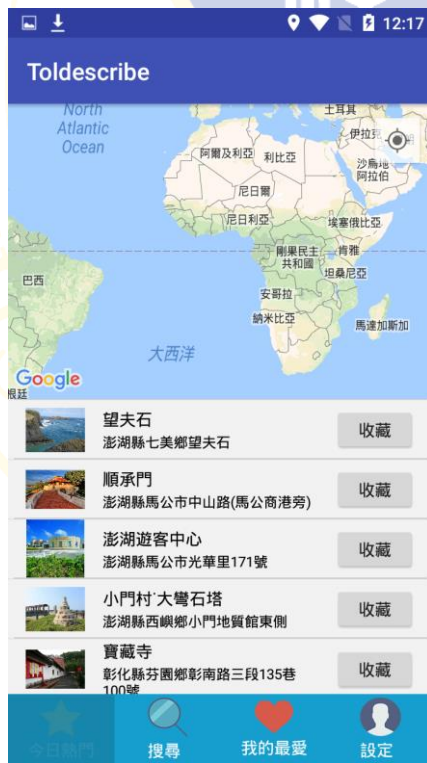 12:17
Toldescribe
North
Atlantic
Ocean
土耳其
伊拉克
阿爾及利亞
利比亞
沙烏地
阿拉伯
尼日爾
尼日利亞
埃塞俄比亞
剛果民主
共和國
肯雅
坦桑尼亞
巴西
安哥拉
納米比亞
馬達加斯加
大西洋
Google
根廷
望夫石
澎湖縣七美鄉望夫石
收藏
順承門
澎湖縣馬公市中山路(馬公商港旁)
收藏
澎湖遊客中心
澎湖縣馬公市光華里171號
收藏
小門村˙大彎石塔
澎湖縣西嶼鄉小門地質館東側
收藏
寶藏寺
彰化縣芬園鄉彰南路三段135巷
100號
收藏
今日熱門
搜尋
我的最愛
設定